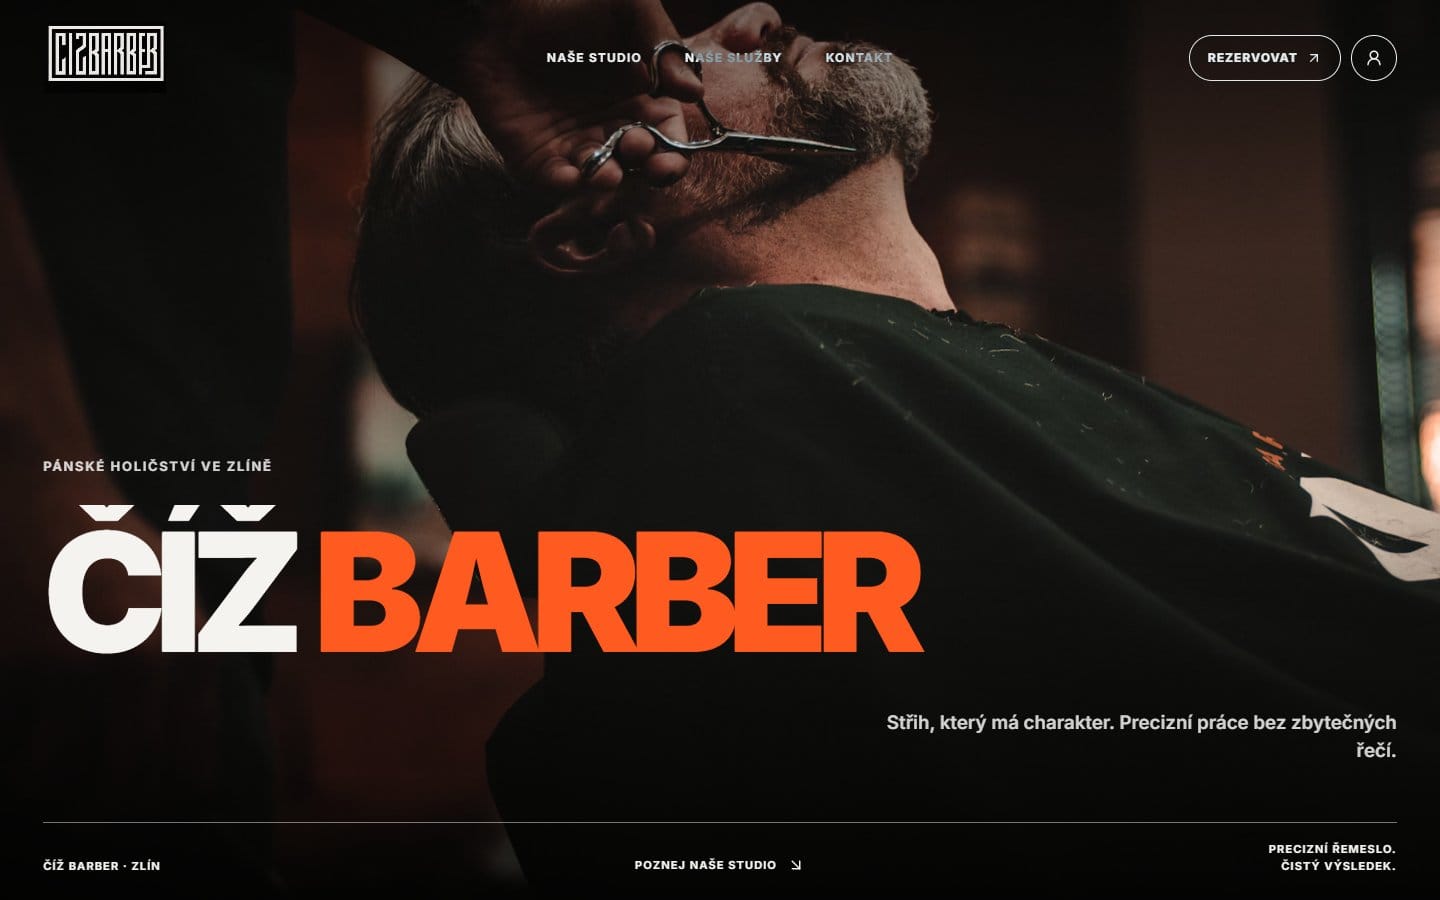 CIZBARBER
NAŠE STUDIO
NAŠE SLUŽBY
KONTAKT
REZERVOVAT
PÁNSKÉ HOLIČSTVÍ VE ZLÍNĚ
ČÍŽ BARBER
Střih, který má charakter. Precizní práce bez zbytečných
řečí.
ČÍŽ BARBER · ZLÍN
POZNEJ NAŠE STUDIO
PRECIZNÍ ŘEMESLO.
ČISTÝ VÝSLEDEK.